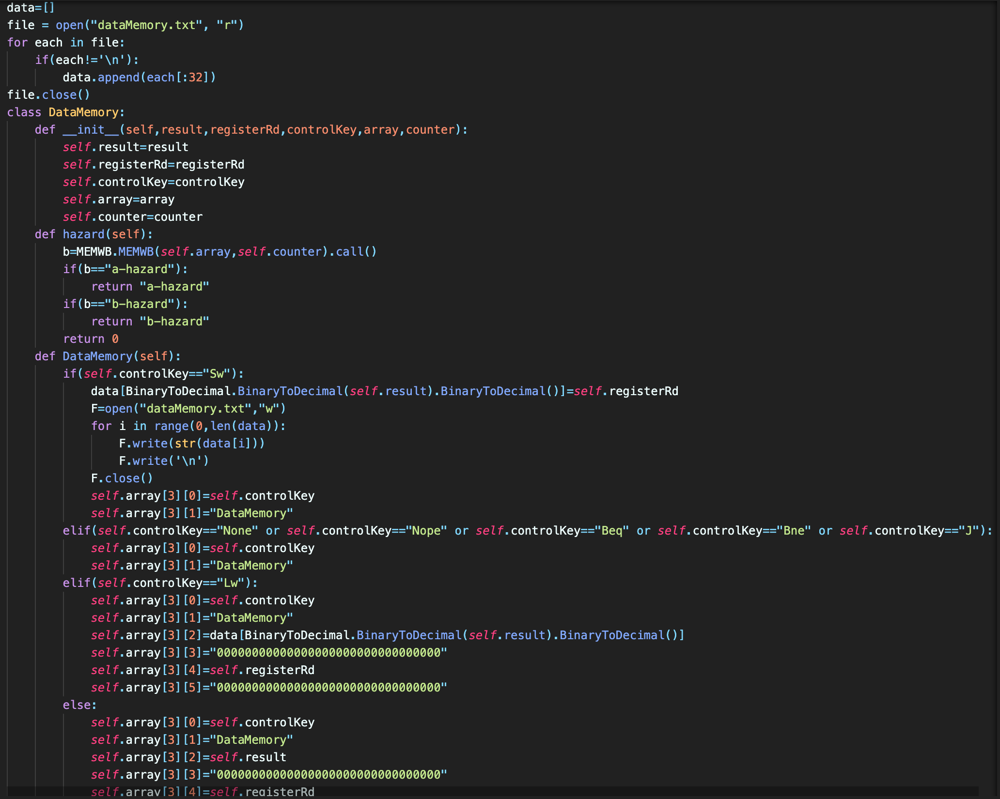 data=[]
file = open("dataMemory.txt", "r")
for each in file:
    if(each!='\n'):
        data.append(each[:32])
file.close()
class DataMemory:
    def __init__(self,result,registerRd,controlKey,array,counter):
        self.result=result
        self.registerRd=registerRd
        self.controlKey=controlKey
        self.array=array
        self.counter=counter
    def hazard(self):
        b=MEMWB.MEMWB(self.array,self.counter).call()
        if(b=="a-hazard"):
            return "a-hazard"
        if(b=="b-hazard"):
            return "b-hazard"
        return 0
    def DataMemory(self):
        if(self.controlKey=="Sw"):
            data[BinaryToDecimal.BinaryToDecimal(self.result).BinaryToDecimal()]=self.registerRd
            F=open("dataMemory.txt","w")
            for i in range(0,len(data)):
                F.write(str(data[i]))
                F.write('\n')
            F.close()
            self.array[3][0]=self.controlKey
            self.array[3][1]="DataMemory"
        elif(self.controlKey=="None" or self.controlKey=="Nope" or self.controlKey=="Beq" or self.controlKey=="Bne" or self.controlKey=="J"):
            self.array[3][0]=self.controlKey
            self.array[3][1]="DataMemory"
        elif(self.controlKey=="Lw"):
            self.array[3][0]=self.controlKey
            self.array[3][1]="DataMemory"
            self.array[3][2]=data[BinaryToDecimal.BinaryToDecimal(self.result).BinaryToDecimal()]
            self.array[3][3]="00000000000000000000000000000000"
            self.array[3][4]=self.registerRd
            self.array[3][5]="00000000000000000000000000000000"
        else:
            self.array[3][0]=self.controlKey
            self.array[3][1]="DataMemory"
            self.array[3][2]=self.result
            self.array[3][3]="00000000000000000000000000000000"
            self.array[3][4]=self.registerRd